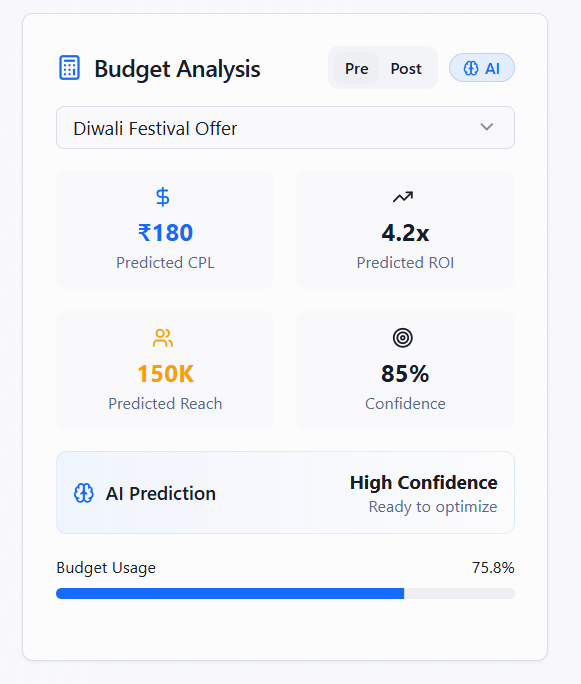 Budget Analysis
Pre
Post
AI
Diwali Festival Offer
₹180
Predicted CPL
4.2x
Predicted ROI
150K
Predicted Reach
85%
Confidence
AI Prediction
High Confidence
Ready to optimize
Budget Usage
75.8%